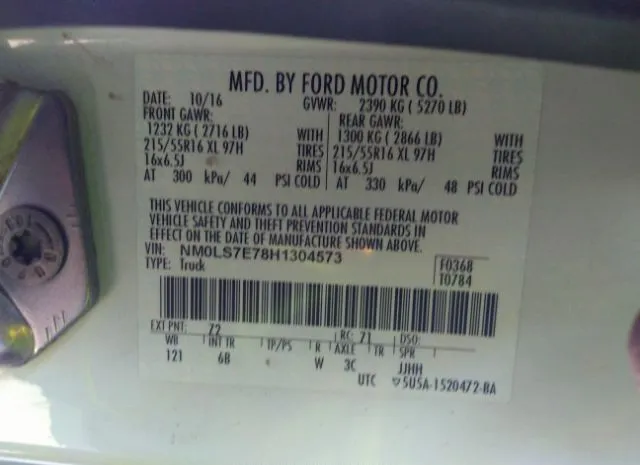 MFD. BY FORD MOTOR CO.
DATE: 10/16 GVWR: 2390 KG ( 5270 LB)
FRONT GAWR: REAR GAWR:
1232 KG ( 2716 LB) WITH 1300 KG ( 2866 LB) WITH
215/55R16 XL 97H TIRES 215/55R16 XL 97H TIRES
16x6.5J RIMS 16x6.5J RIMS
AT 300 kPa/ 44 PSI COLD AT 330 kPa/ 48 PSI COLD
THIS VEHICLE CONFORMS TO ALL APPLICABLE FEDERAL MOTOR
VEHICLE SAFETY AND THEFT PREVENTION STANDARDS IN
EFFECT ON THE DATE OF MANUFACTURE SHOWN ABOVE.
VIN: NM0LS7E78H1304573 F0368
TYPE: Truck T0784
EXT PNT: Z2 RC: 71 DSO:
WB INT TR TP/PS R AXLE TR SPR
121 6B W 3C JJHH
UTC 5U5A-1520472-BA